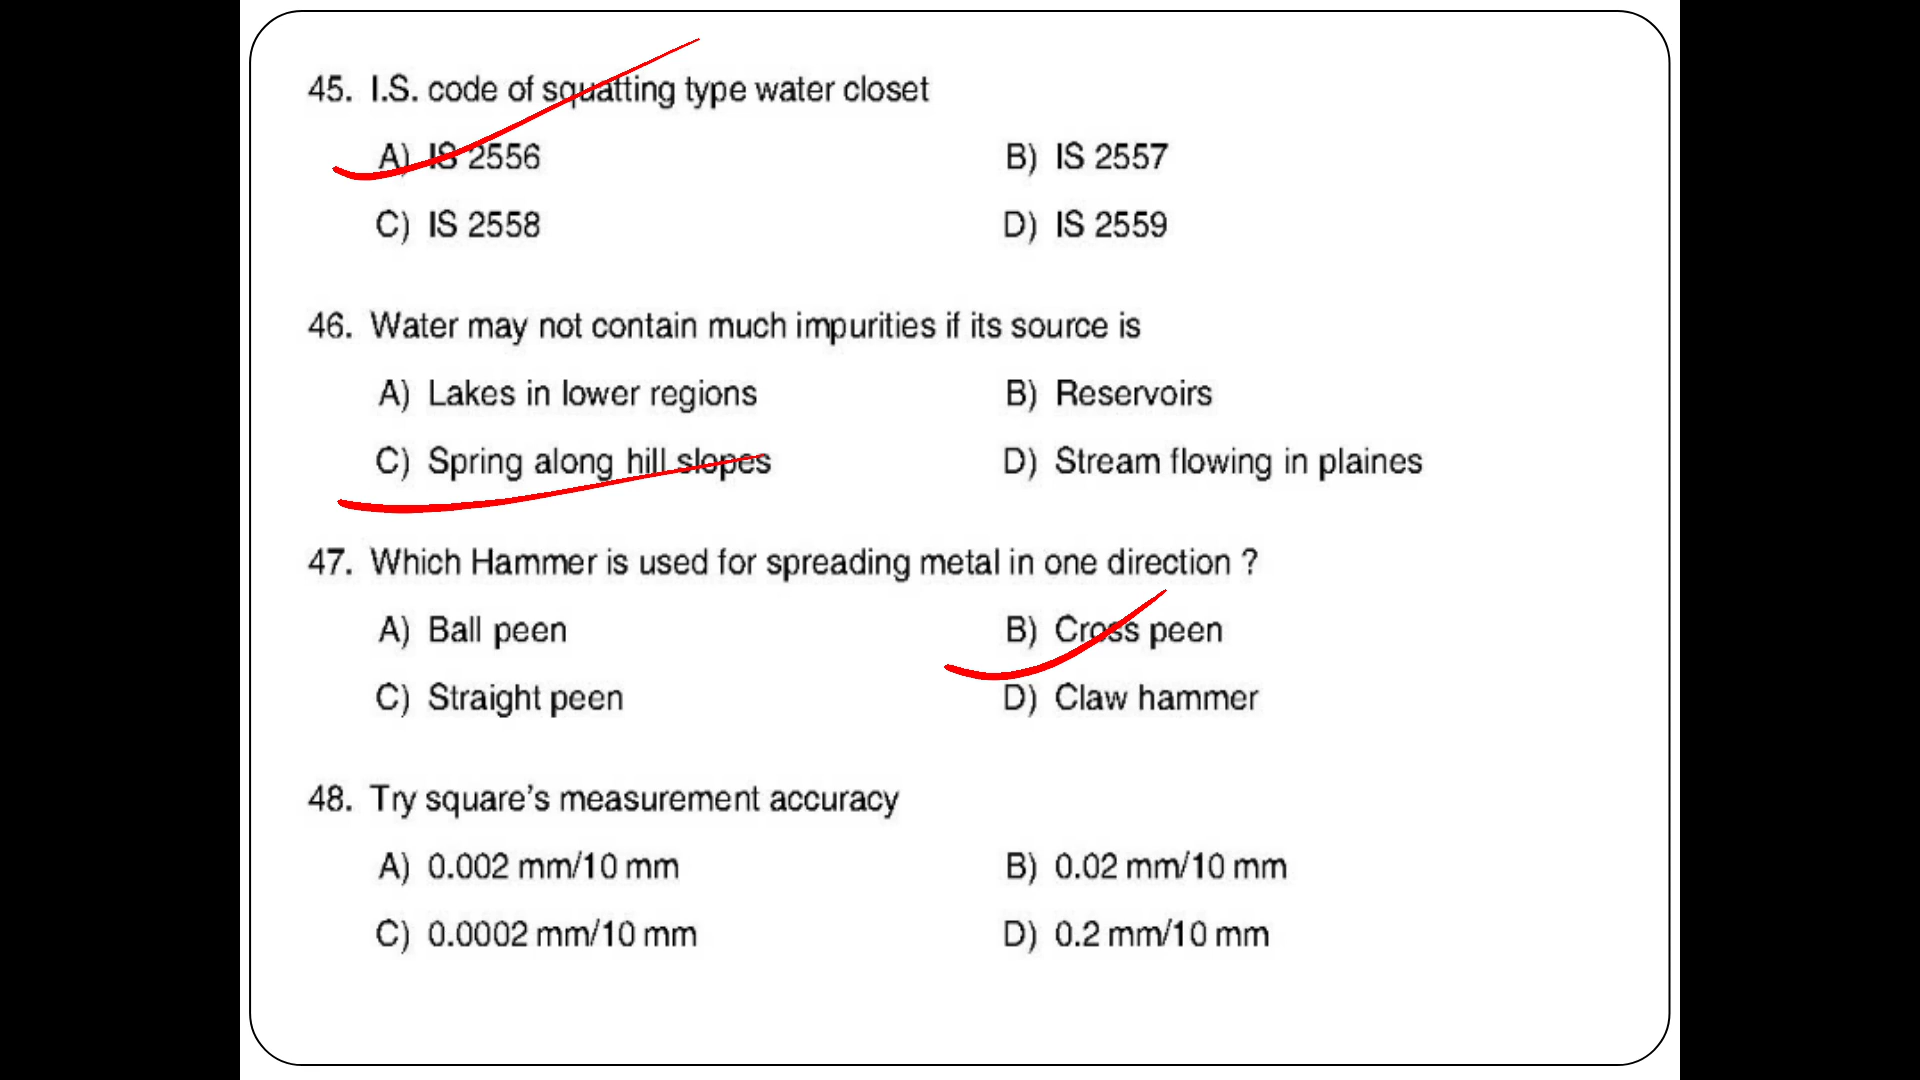 45. I.S. code of squatting type water closet
A) IS 2556 B) IS 2557
C) IS 2558 D) IS 2559
46. Water may not contain much impurities if its source is
A) Lakes in lower regions B) Reservoirs
C) Spring along hill slopes D) Stream flowing in plaines
47. Which Hammer is used for spreading metal in one direction ?
A) Ball peen B) Cross peen
C) Straight peen D) Claw hammer
48. Try square’s measurement accuracy
A) 0.002 mm/10 mm B) 0.02 mm/10 mm
C) 0.0002 mm/10 mm D) 0.2 mm/10 mm